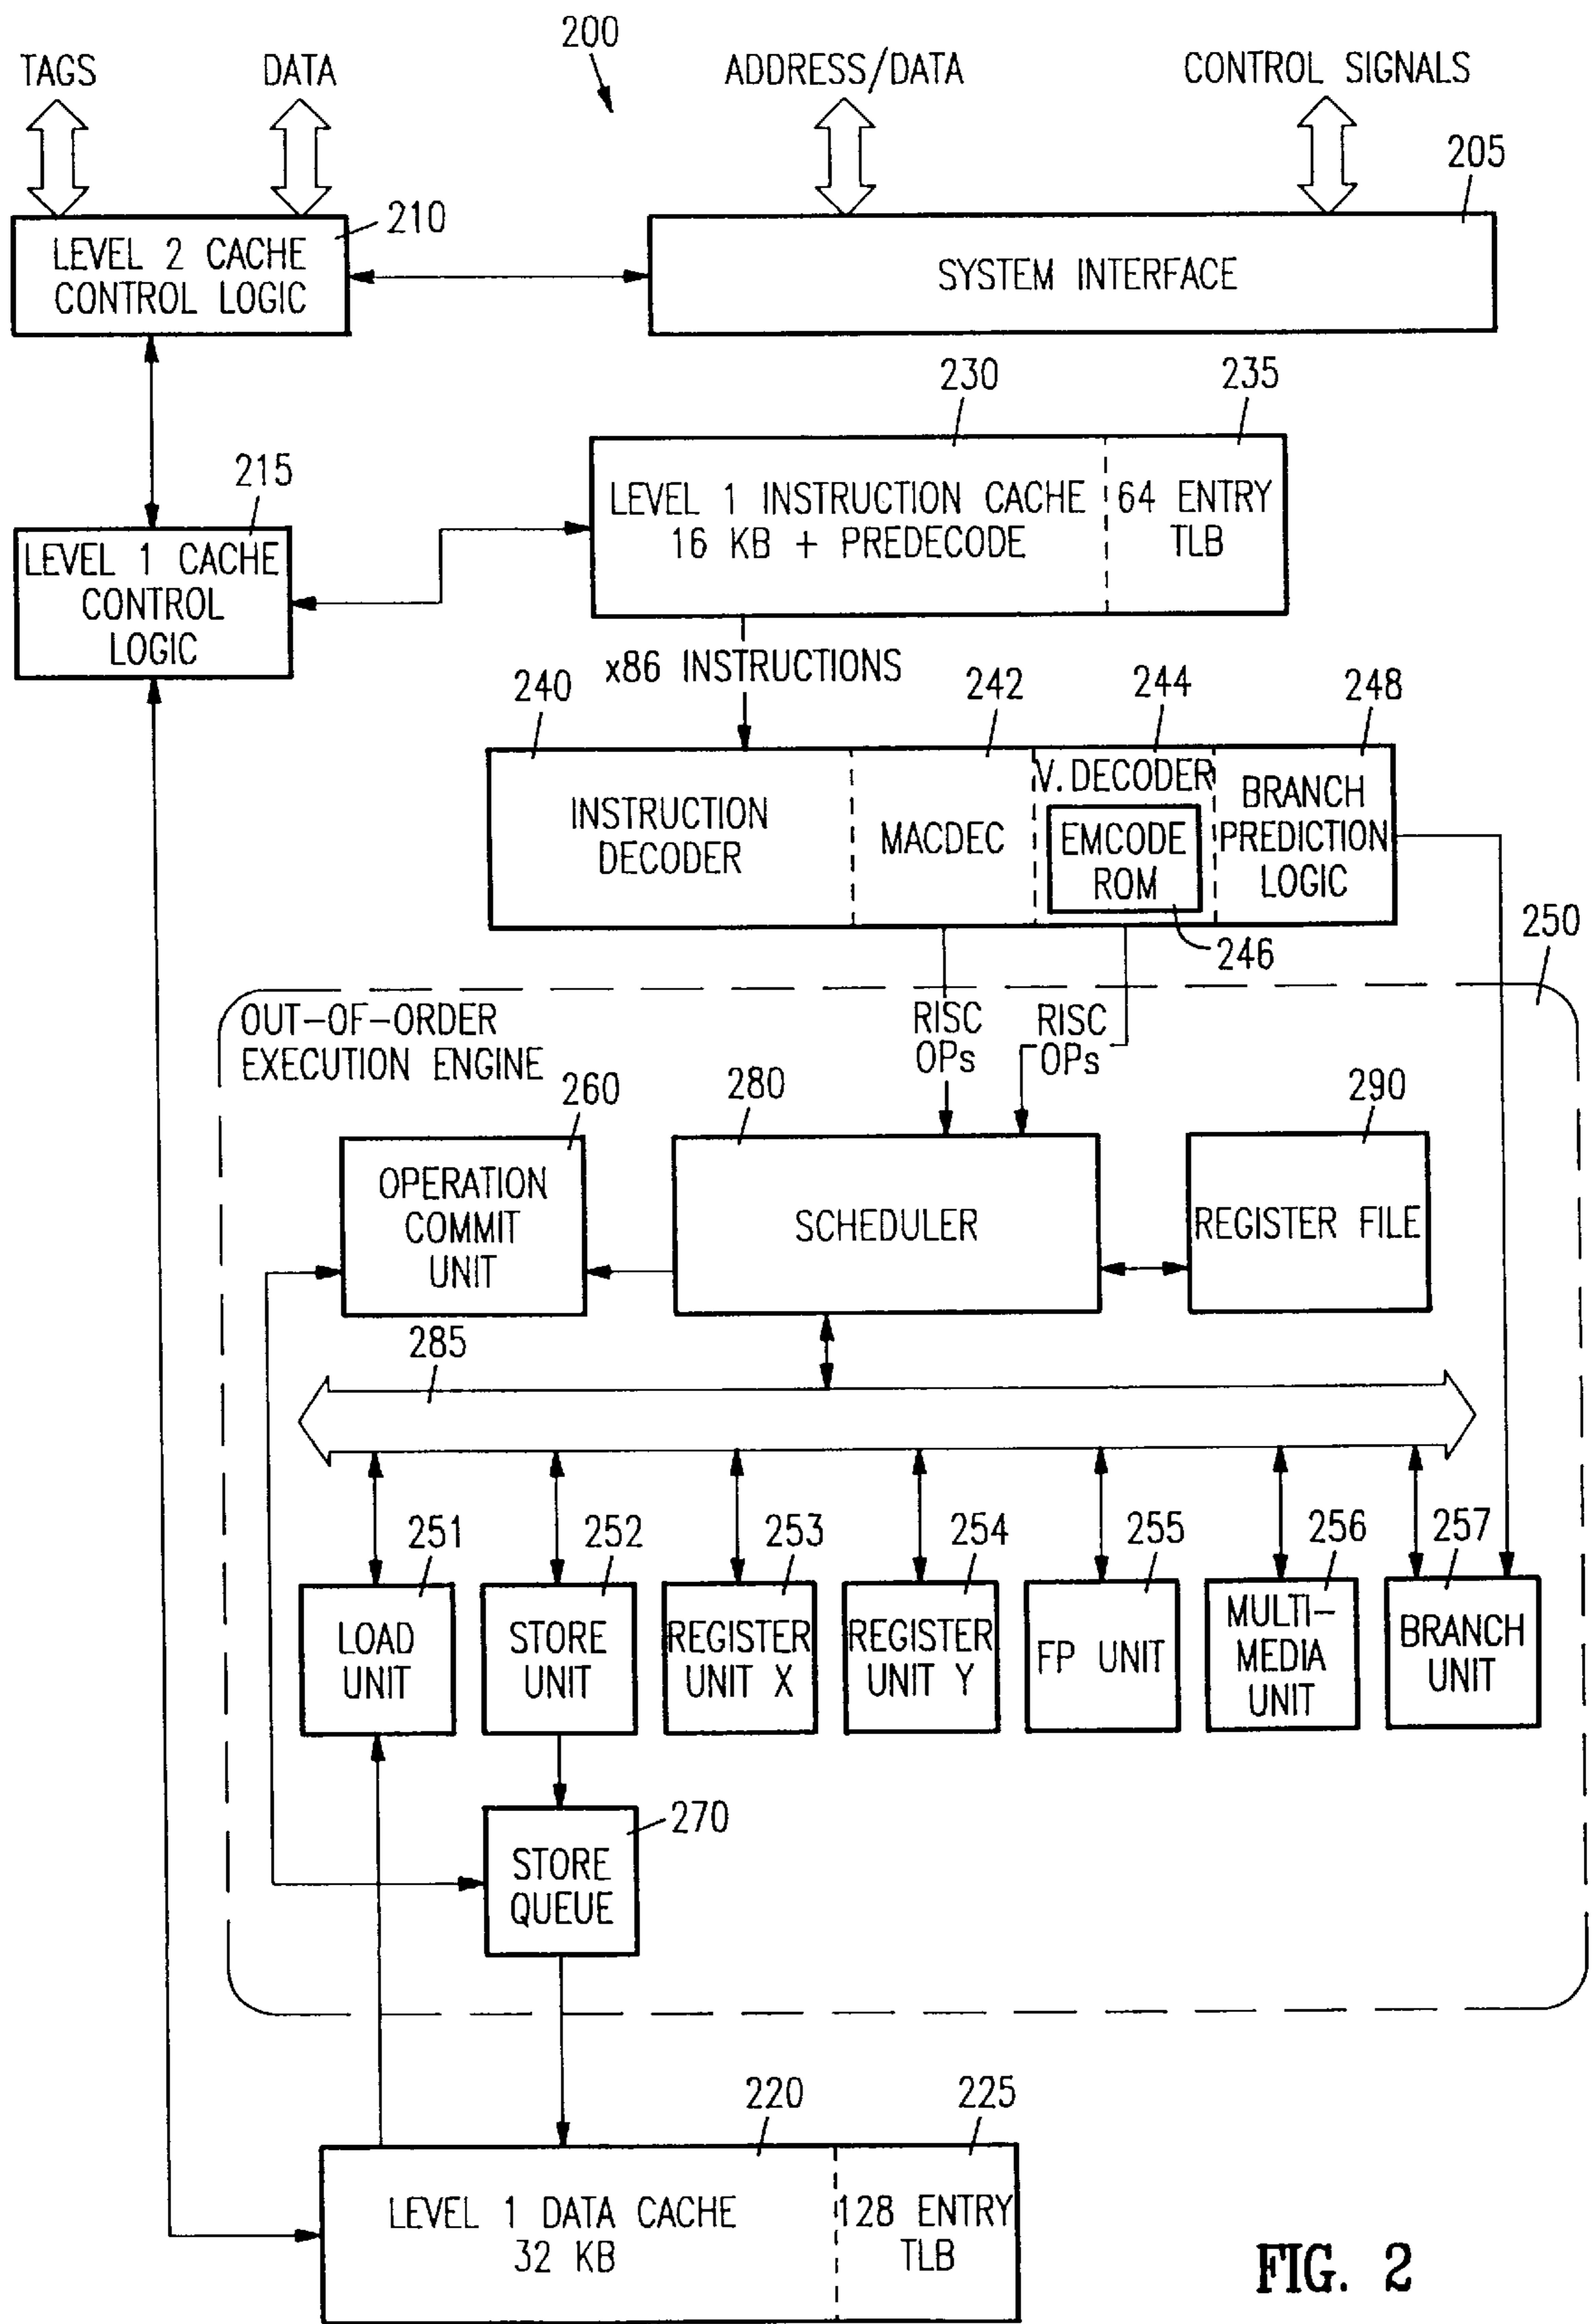 200
TAGS
DATA
ADDRESS/DATA
CONTROL SIGNALS
205
210
LEVEL 2 CACHE
CONTROL LOGIC
SYSTEM INTERFACE
230
235
215
LEVEL 1 INSTRUCTION CACHE
16 KB + PREDECODE
64 ENTRY
TLB
LEVEL 1 CACHE
CONTROL
LOGIC
x86 INSTRUCTIONS
240
242
244
248
INSTRUCTION
DECODER
MACDEC
V. DECODER
EMCODE
ROM
BRANCH
PREDICTION
LOGIC
246
250
OUT-OF-ORDER
EXECUTION ENGINE
RISC
OPs
RISC
OPs
260
280
290
OPERATION
COMMIT
UNIT
SCHEDULER
REGISTER FILE
285
251
252
253
254
255
256
257
LOAD
UNIT
STORE
UNIT
REGISTER
UNIT X
REGISTER
UNIT Y
FP UNIT
MULTI-
MEDIA
UNIT
BRANCH
UNIT
270
STORE
QUEUE
220
225
LEVEL 1 DATA CACHE
32 KB
128 ENTRY
TLB
FIG. 2